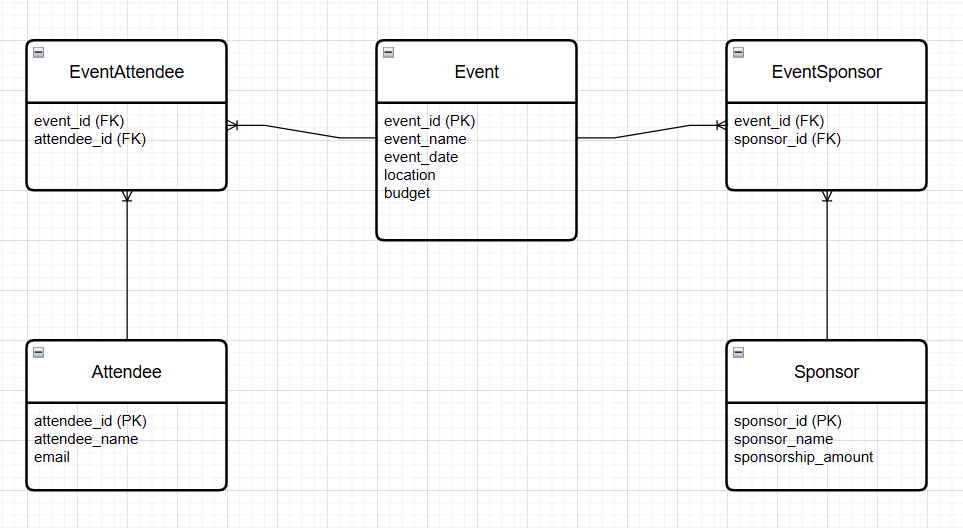 EventAttendee
event_id (FK)
attendee_id (FK)
Event
event_id (PK)
event_name
event_date
location
budget
EventSponsor
event_id (FK)
sponsor_id (FK)
Attendee
attendee_id (PK)
attendee_name
email
Sponsor
sponsor_id (PK)
sponsor_name
sponsorship_amount